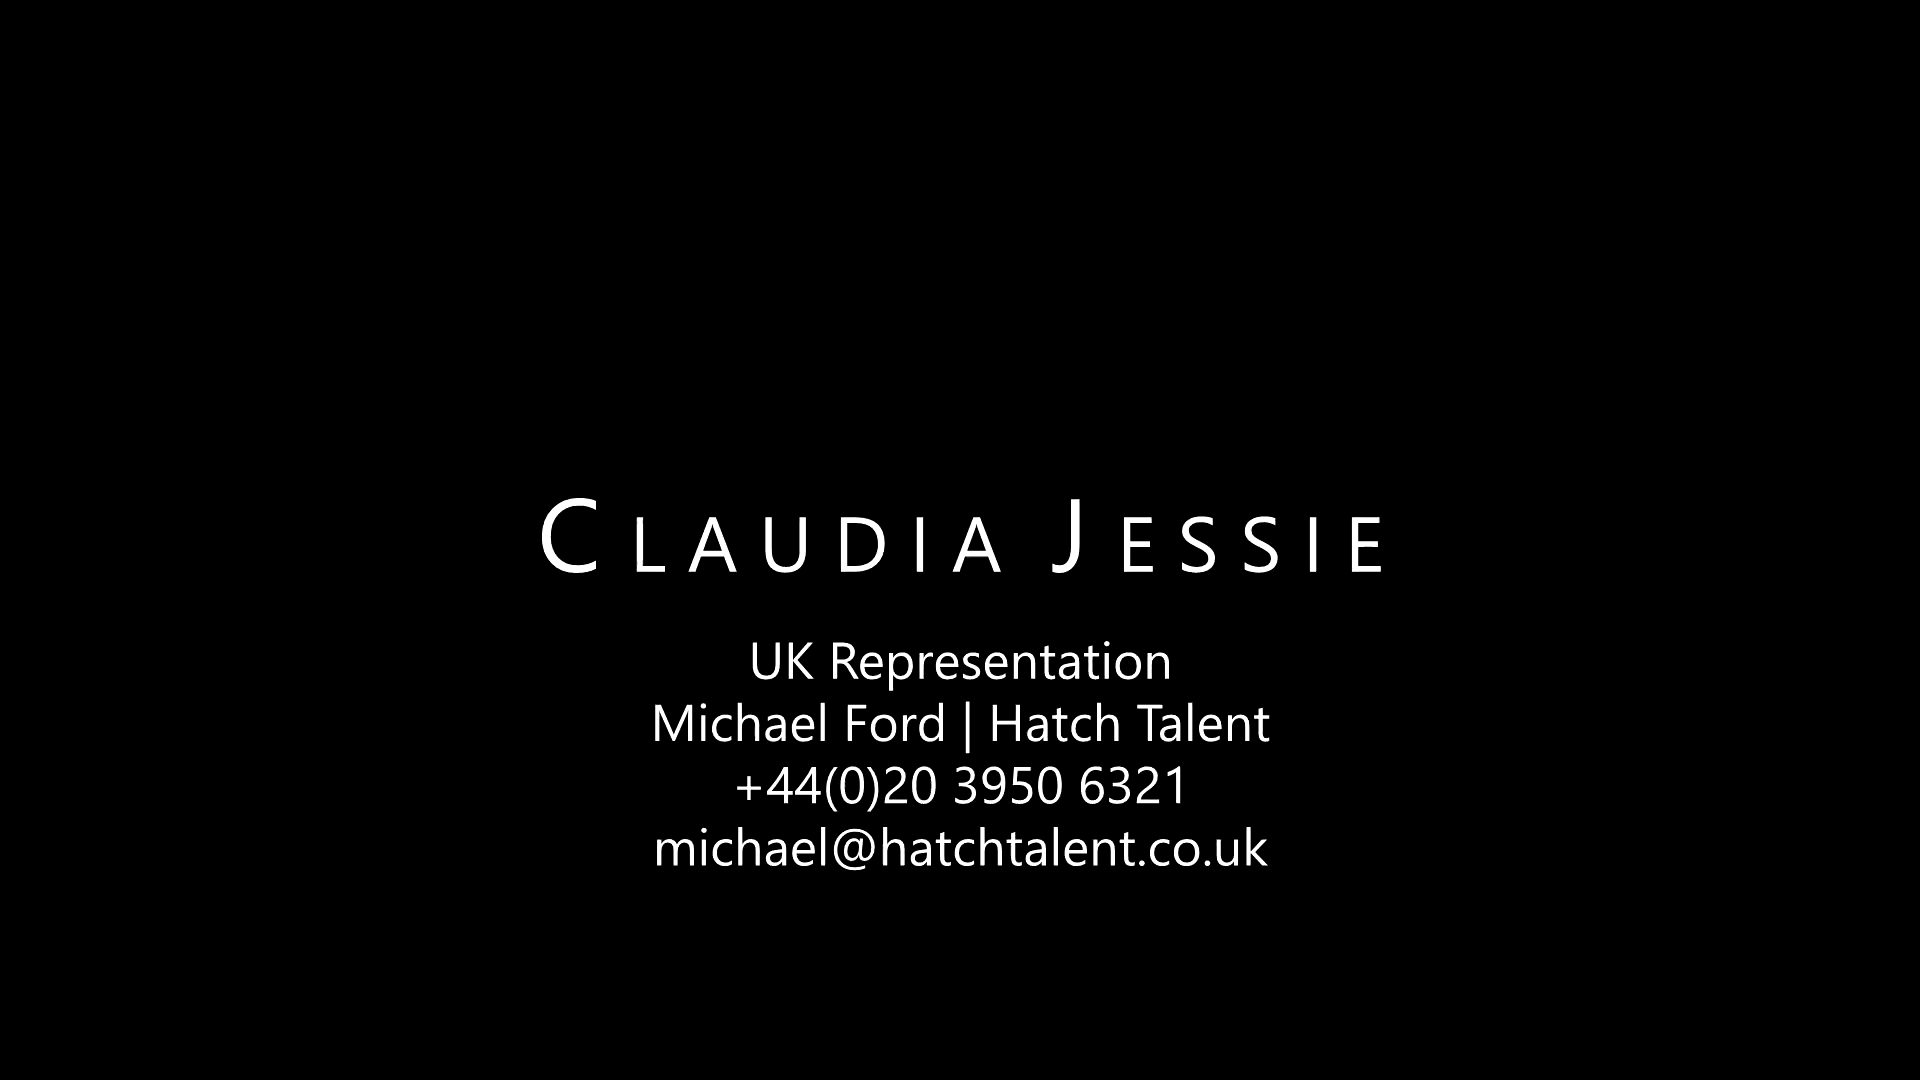 CLAUDIA JESSIE
UK Representation
Michael Ford | Hatch Talent
+44(0)20 3950 6321
michael@hatchtalent.co.uk